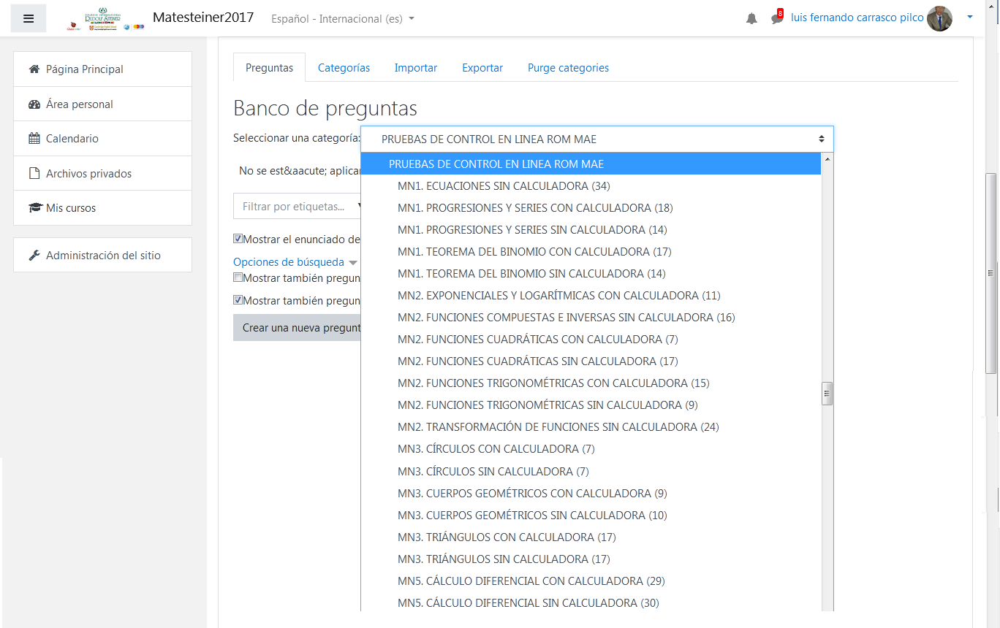 RUDOLF STEINER
Matesteiner2017
Español - Internacional (es)
8
luis fernando carrasco pilco
Página Principal
Área personal
Calendario
Archivos privados
Mis cursos
Administración del sitio
Preguntas
Categorías
Importar
Exportar
Purge categories
Banco de preguntas
Seleccionar una categoría:
PRUEBAS DE CONTROL EN LINEA ROM MAE
No se est&aacute; aplicar
Filtrar por etiquetas...
Mostrar el enunciado de
Opciones de búsqueda
Mostrar también pregun
Mostrar también pregun
Crear una nueva pregunt
PRUEBAS DE CONTROL EN LINEA ROM MAE
MN1. ECUACIONES SIN CALCULADORA (34)
MN1. PROGRESIONES Y SERIES CON CALCULADORA (18)
MN1. PROGRESIONES Y SERIES SIN CALCULADORA (14)
MN1. TEOREMA DEL BINOMIO CON CALCULADORA (17)
MN1. TEOREMA DEL BINOMIO SIN CALCULADORA (14)
MN2. EXPONENCIALES Y LOGARÍTMICAS CON CALCULADORA (11)
MN2. FUNCIONES COMPUESTAS E INVERSAS SIN CALCULADORA (16)
MN2. FUNCIONES CUADRÁTICAS CON CALCULADORA (7)
MN2. FUNCIONES CUADRÁTICAS SIN CALCULADORA (17)
MN2. FUNCIONES TRIGONOMÉTRICAS CON CALCULADORA (15)
MN2. FUNCIONES TRIGONOMÉTRICAS SIN CALCULADORA (9)
MN2. TRANSFORMACIÓN DE FUNCIONES SIN CALCULADORA (24)
MN3. CÍRCULOS CON CALCULADORA (7)
MN3. CÍRCULOS SIN CALCULADORA (7)
MN3. CUERPOS GEOMÉTRICOS CON CALCULADORA (9)
MN3. CUERPOS GEOMÉTRICOS SIN CALCULADORA (10)
MN3. TRIÁNGULOS CON CALCULADORA (17)
MN3. TRIÁNGULOS SIN CALCULADORA (17)
MN5. CÁLCULO DIFERENCIAL CON CALCULADORA (29)
MN5. CÁLCULO DIFERENCIAL SIN CALCULADORA (30)